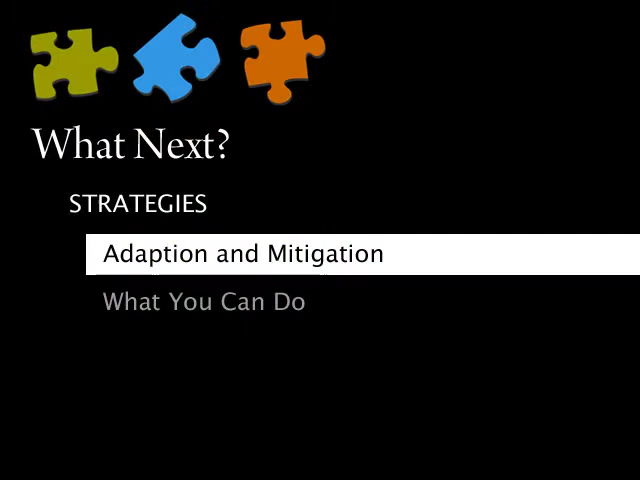 What Next?
STRATEGIES
Adaption and Mitigation
What You Can Do